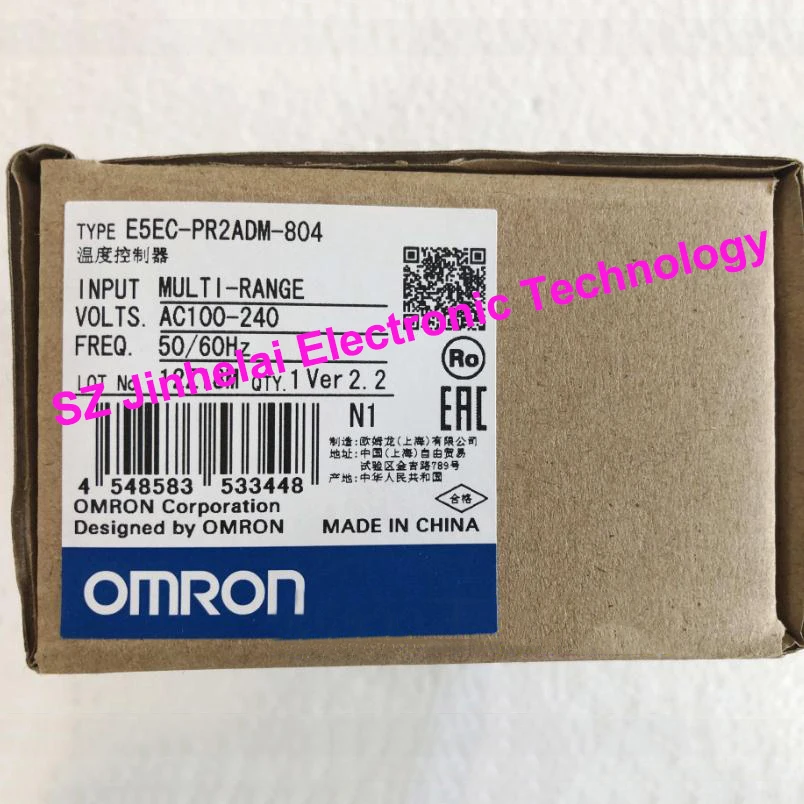 TYPE E5EC-PR2ADM-804
温度控制器
INPUT MULTI-RANGE
VOLTS. AC100-240
FREQ. 50/60Hz
LOT No. QTY.1 Ver2.2
N1
Ro
EAC
制造:欧姆龙(上海)有限公司
地址:中国(上海)自由贸易
试验区金吉路789号
产地:中华人民共和国
合格
4 548583 533448
OMRON Corporation
Designed by OMRON
MADE IN CHINA
OMRON
SZ Jinhelai Electronic Technology